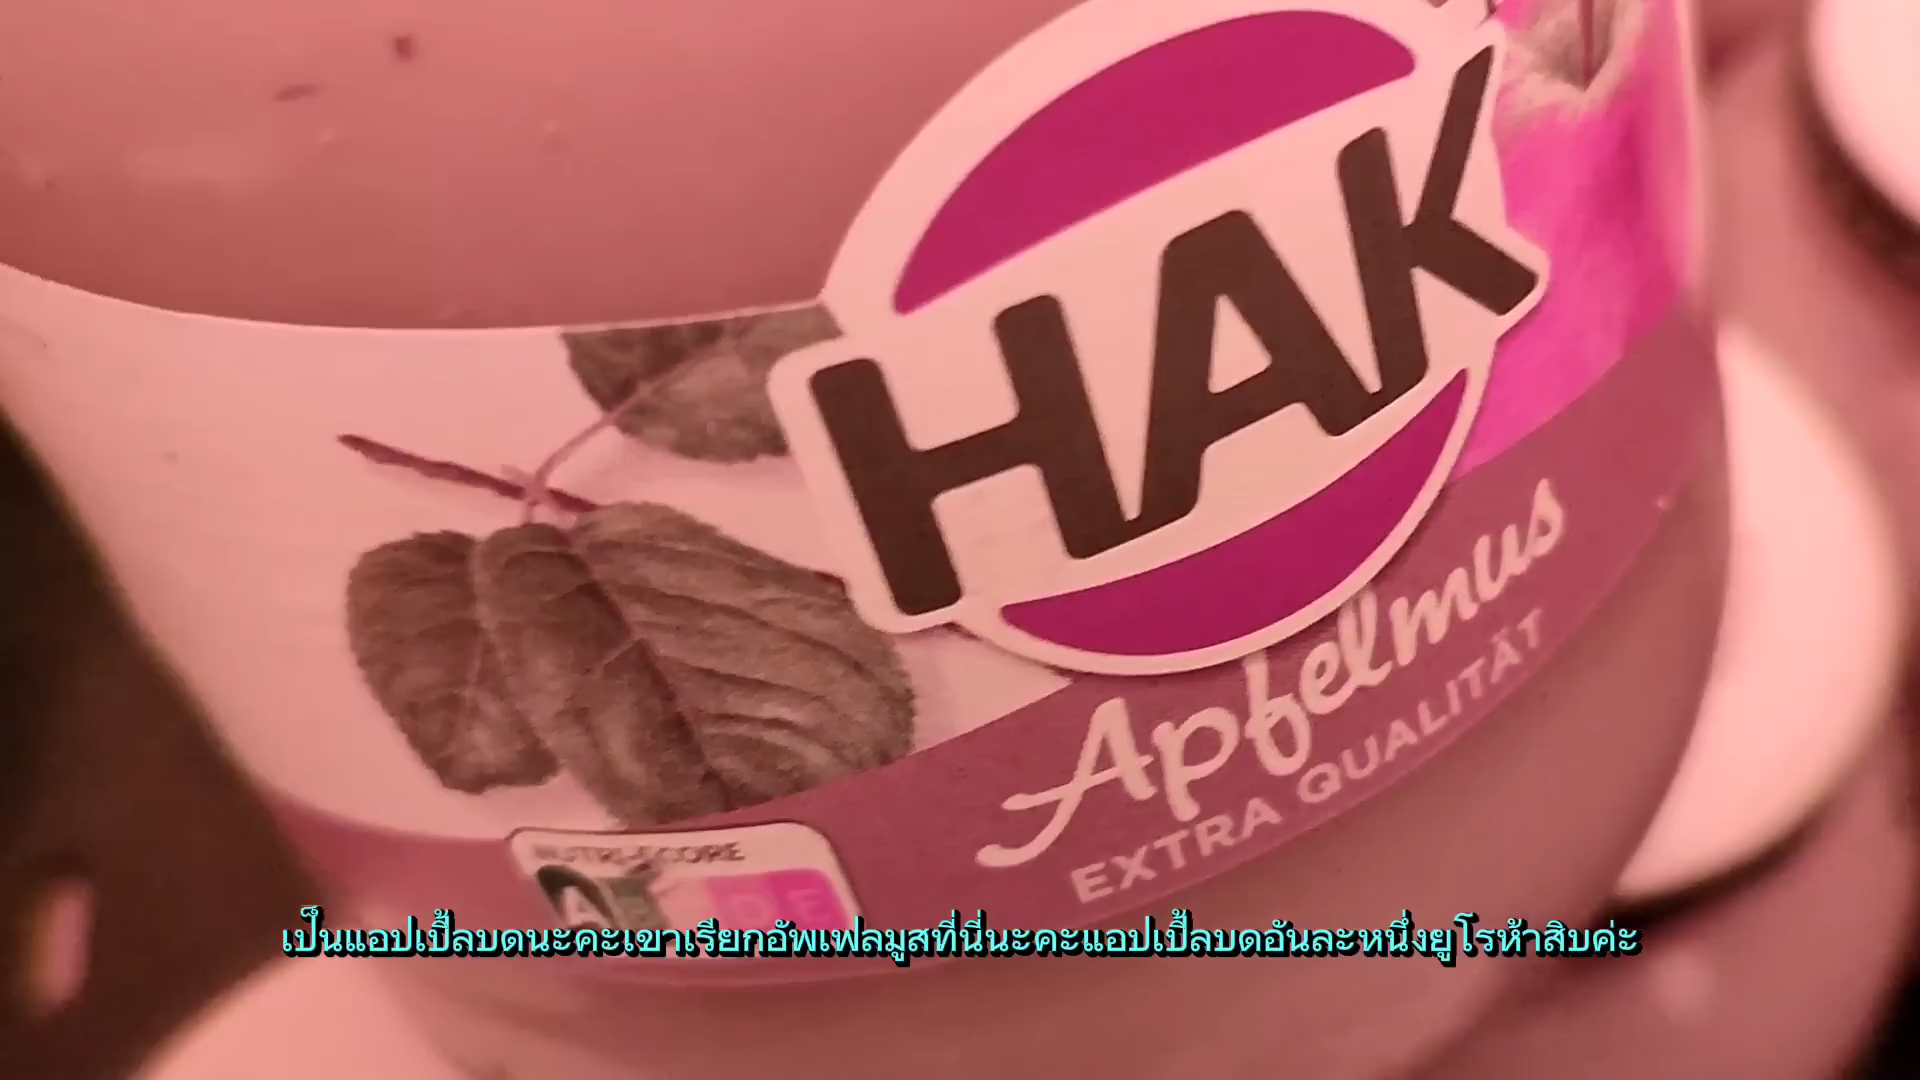 HAK
Apfelmus
EXTRA QUALITÄT
NUTRI-SCORE
A D E
เป็นแอปเปิ้ลบดนะคะเขาเรียกอัพเฟลมูสที่นี่นะคะแอปเปิ้ลบดอันละหนึ่งยูโรห้าสิบค่ะ